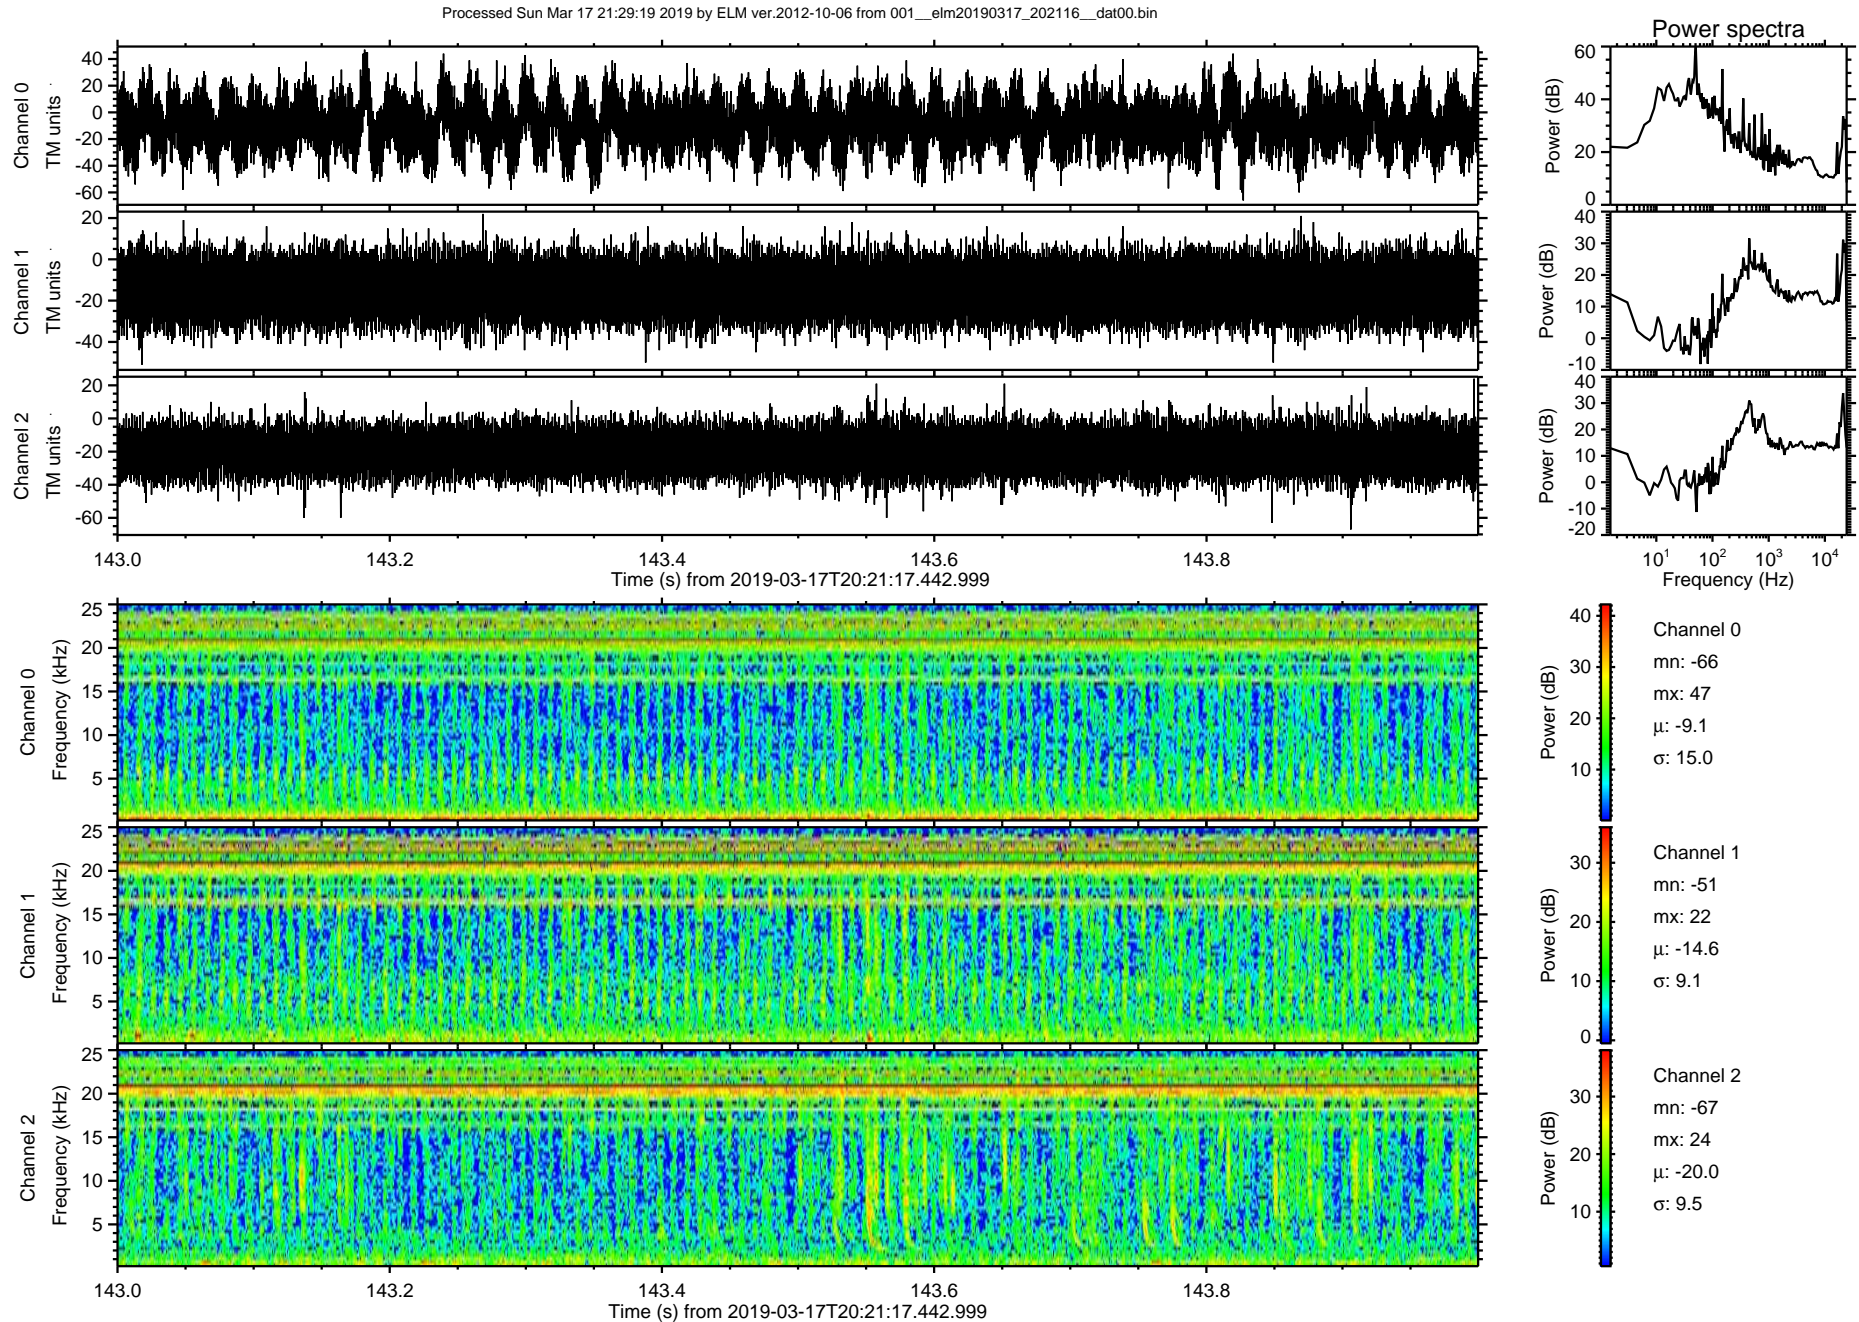 Processed Sun Mar 17 21:29:19 2019 by ELM ver.2012-10-06 from 001__elm20190317_202116__dat00.bin
Power spectra
Channel 0
TM units
40
20
0
-20
-40
-60
Power (dB)
60
40
20
0
Channel 1
TM units
20
0
-20
-40
Power (dB)
40
30
20
10
0
-10
Channel 2
TM units
20
0
-20
-40
-60
Power (dB)
40
30
20
10
0
-10
-20
143.0 143.2 143.4 143.6 143.8
Time (s) from 2019-03-17T20:21:17.442.999
10^1 10^2 10^3 10^4
Frequency (Hz)
Channel 0
Frequency (kHz)
25
20
15
10
5
Power (dB)
40
30
20
10
Channel 0
mn: -66
mx: 47
μ: -9.1
σ: 15.0
Channel 1
Frequency (kHz)
25
20
15
10
5
Power (dB)
30
20
10
0
Channel 1
mn: -51
mx: 22
μ: -14.6
σ: 9.1
Channel 2
Frequency (kHz)
25
20
15
10
5
Power (dB)
30
20
10
Channel 2
mn: -67
mx: 24
μ: -20.0
σ: 9.5
143.0 143.2 143.4 143.6 143.8
Time (s) from 2019-03-17T20:21:17.442.999